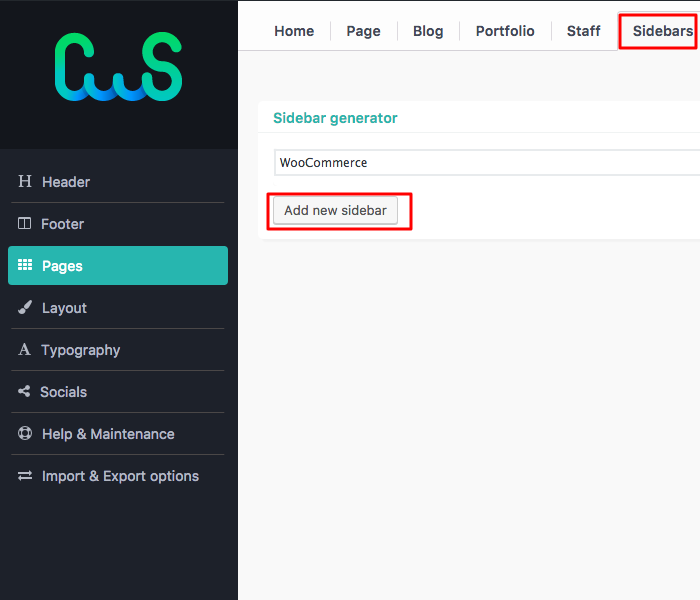 CWS
Home Page Blog Portfolio Staff Sidebars
Sidebar generator
WooCommerce
Add new sidebar
Header
Footer
Pages
Layout
Typography
Socials
Help & Maintenance
Import & Export options